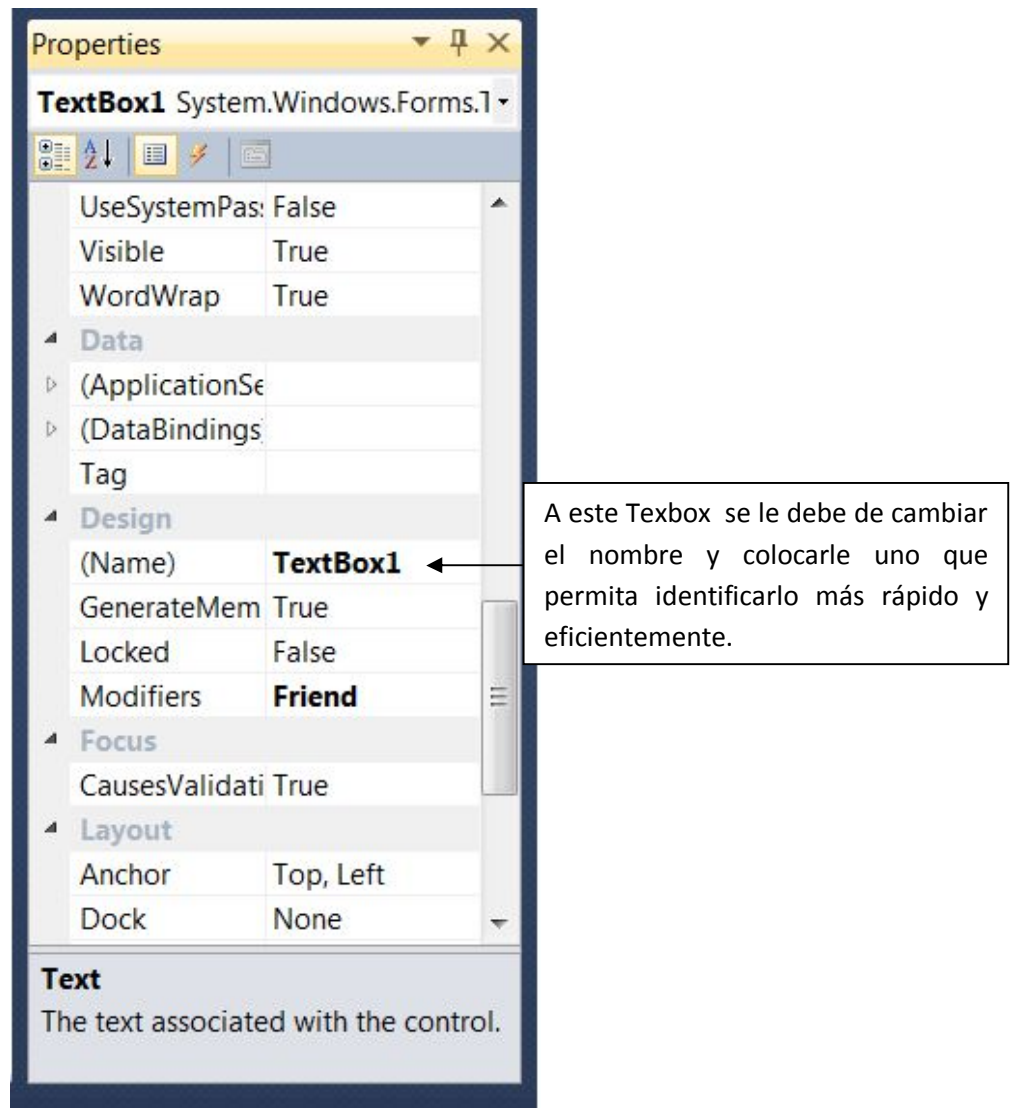 Properties
TextBox1 System.Windows.Forms.T
UseSystemPas: False
Visible True
WordWrap True
Data
(ApplicationSe
(DataBindings
Tag
Design
(Name) TextBox1
GenerateMem True
Locked False
Modifiers Friend
Focus
CausesValidati True
Layout
Anchor Top, Left
Dock None
Text
The text associated with the control.
A este Texbox se le debe de cambiar
el nombre y colocarle uno que
permita identificarlo más rápido y
eficientemente.